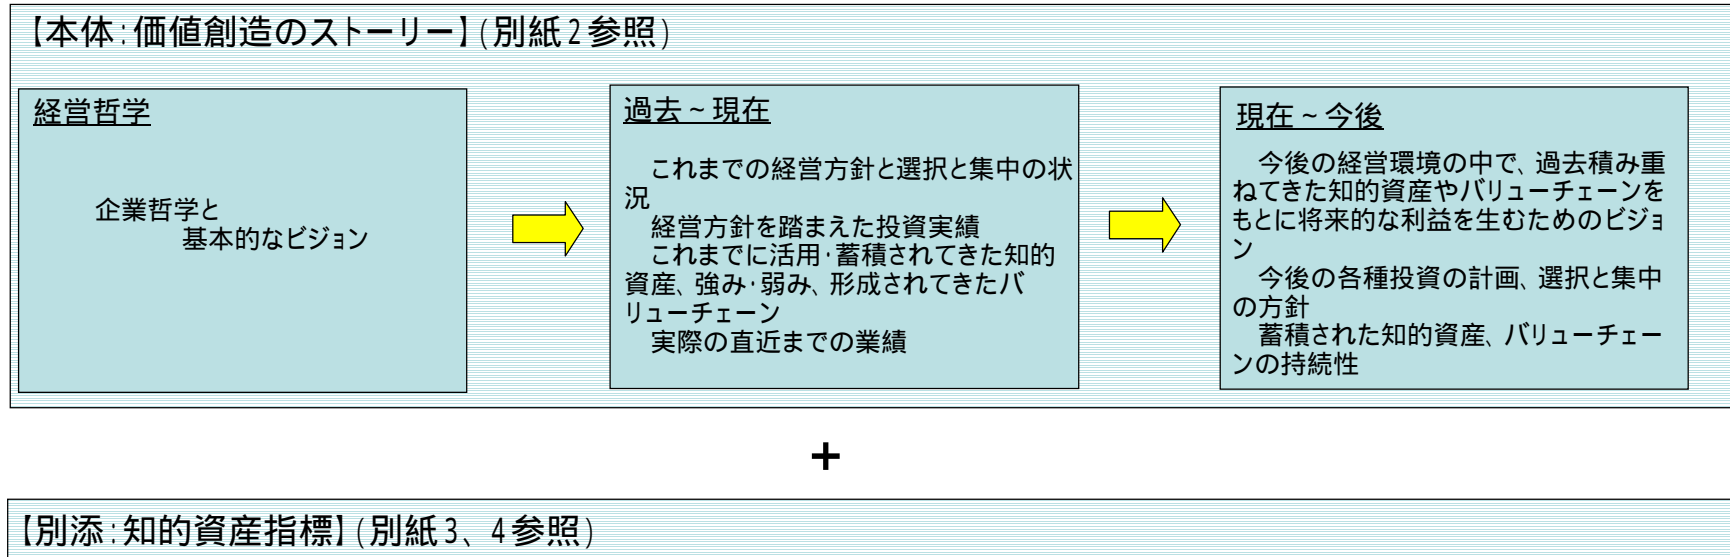 【本体:価値創造のストーリー】(別紙2参照)
経営哲学
企業哲学と
基本的なビジョン
過去~現在
これまでの経営方針と選択と集中の状
況
経営方針を踏まえた投資実績
これまでに活用・蓄積されてきた知的
資産、強み・弱み、形成されてきたバ
リューチェーン
実際の直近までの業績
現在~今後
今後の経営環境の中で、過去積み重
ねてきた知的資産やバリューチェーンを
もとに将来的な利益を生むためのビジョ
ン
今後の各種投資の計画、選択と集中
の方針
蓄積された知的資産、バリューチェー
ンの持続性
+
【別添:知的資産指標】(別紙3、4参照)